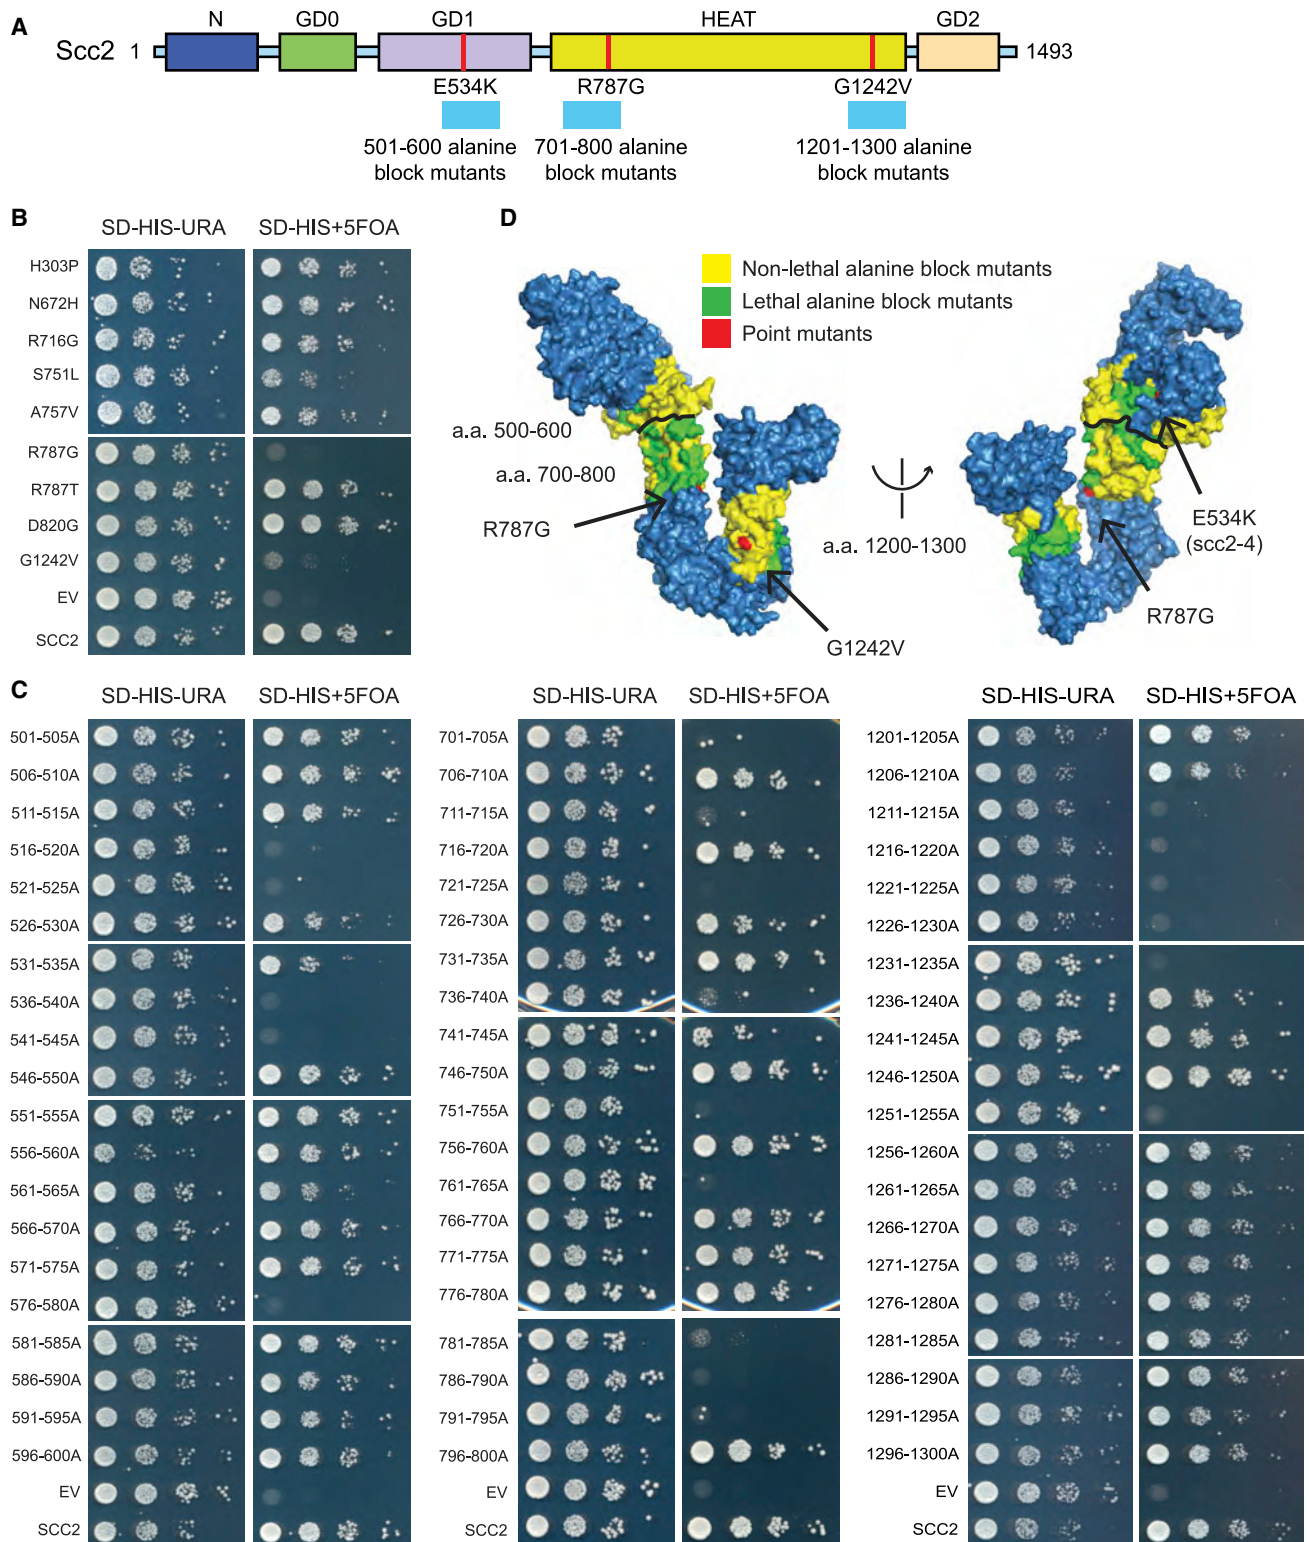 A
N GD0 GD1 HEAT GD2
Scc2 1 1493
E534K R787G G1242V
501-600 alanine
block mutants
701-800 alanine
block mutants
1201-1300 alanine
block mutants
B
SD-HIS-URA SD-HIS+5FOA
H303P
N672H
R716G
S751L
A757V
R787G
R787T
D820G
G1242V
EV
SCC2
D
Non-lethal alanine block mutants
Lethal alanine block mutants
Point mutants
a.a. 500-600
a.a. 700-800
R787G
a.a. 1200-1300
G1242V
E534K
(scc2-4)
R787G
C
SD-HIS-URA SD-HIS+5FOA
501-505A
506-510A
511-515A
516-520A
521-525A
526-530A
531-535A
536-540A
541-545A
546-550A
551-555A
556-560A
561-565A
566-570A
571-575A
576-580A
581-585A
586-590A
591-595A
596-600A
EV
SCC2
SD-HIS-URA SD-HIS+5FOA
701-705A
706-710A
711-715A
716-720A
721-725A
726-730A
731-735A
736-740A
741-745A
746-750A
751-755A
756-760A
761-765A
766-770A
771-775A
776-780A
781-785A
786-790A
791-795A
796-800A
EV
SCC2
SD-HIS-URA SD-HIS+5FOA
1201-1205A
1206-1210A
1211-1215A
1216-1220A
1221-1225A
1226-1230A
1231-1235A
1236-1240A
1241-1245A
1246-1250A
1251-1255A
1256-1260A
1261-1265A
1266-1270A
1271-1275A
1276-1280A
1281-1285A
1286-1290A
1291-1295A
1296-1300A
EV
SCC2